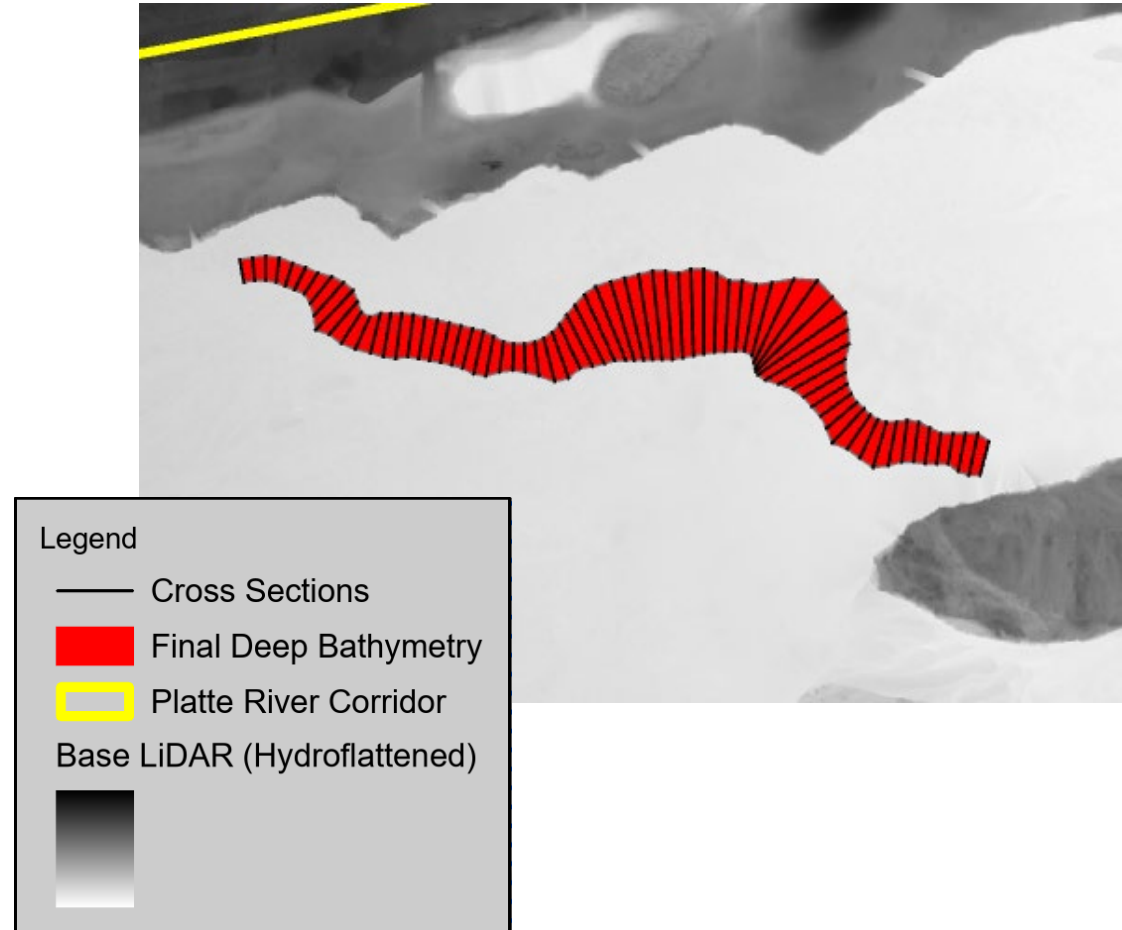 Legend
Cross Sections
Final Deep Bathymetry
Platte River Corridor
Base LiDAR (Hydroflattened)